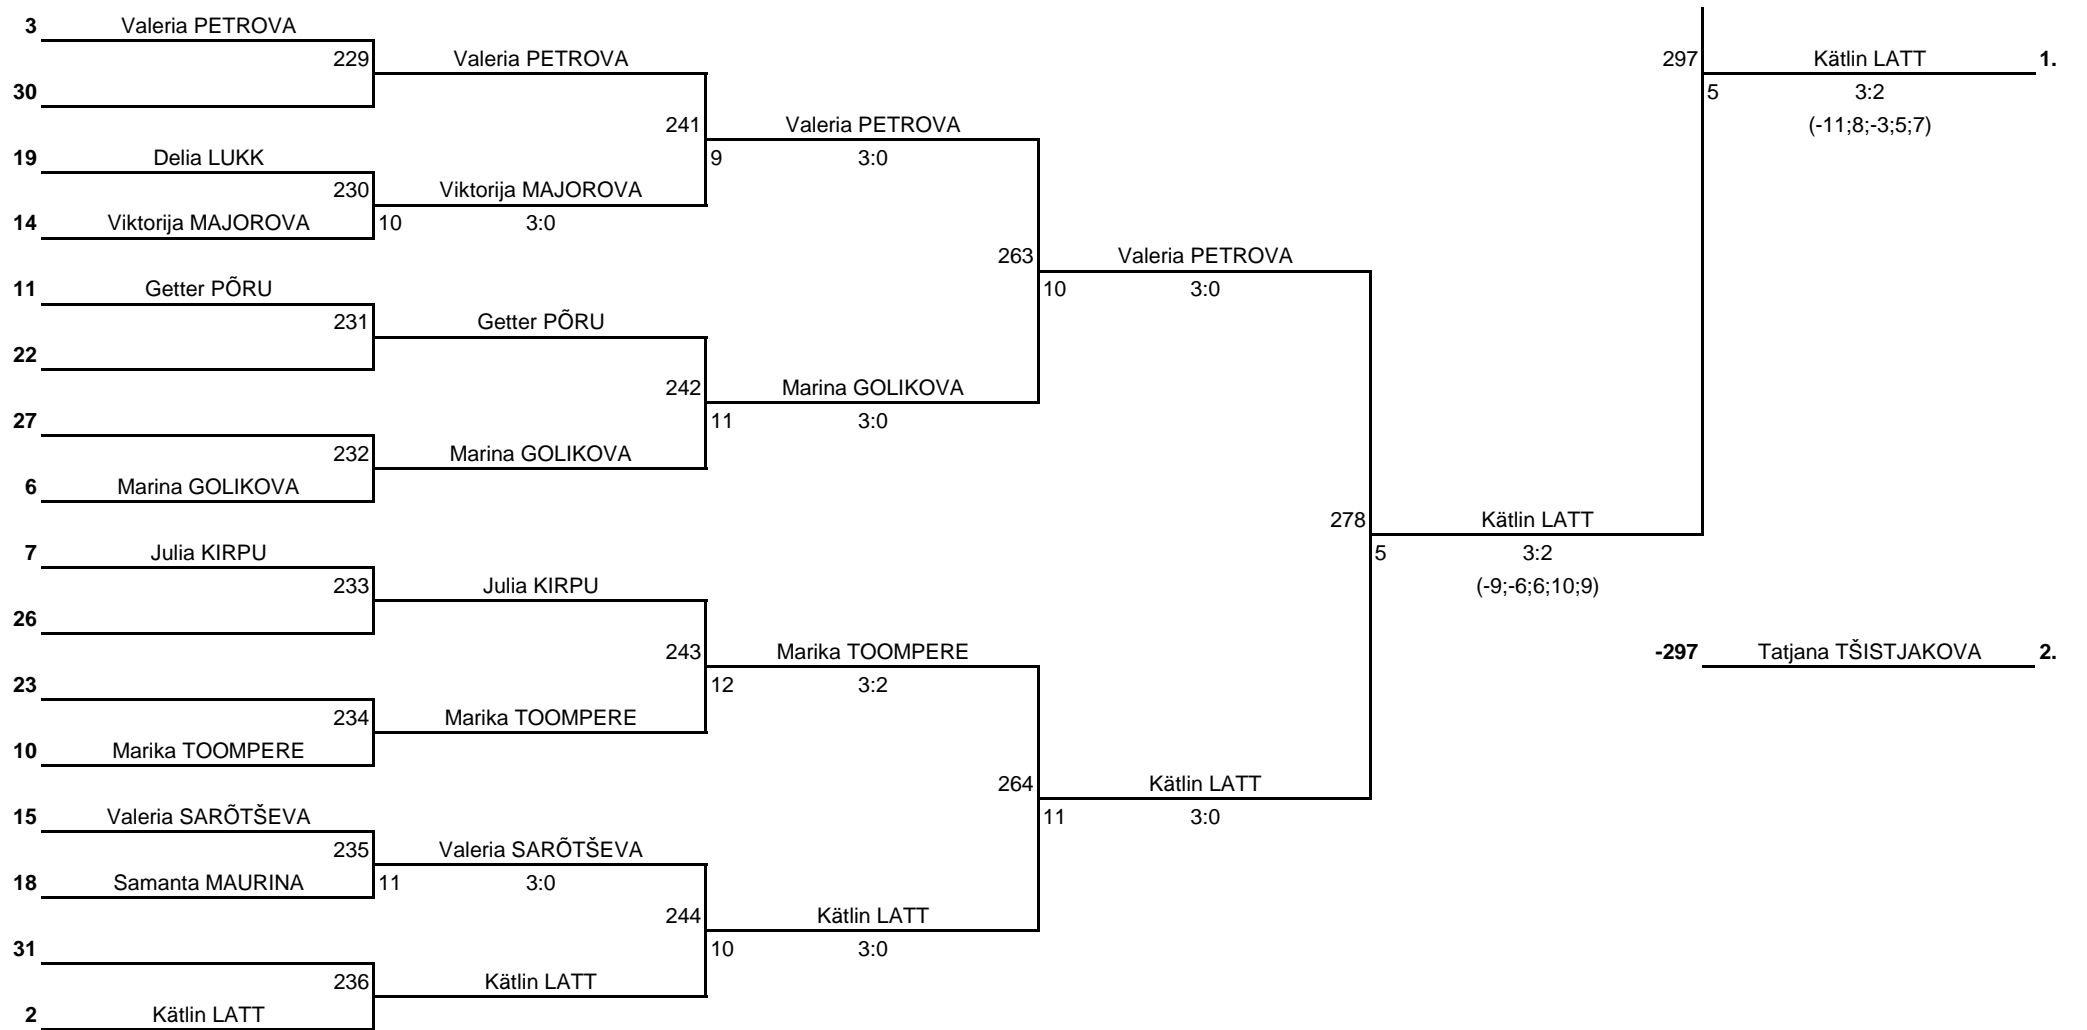 3 Valeria PETROVA
229 Valeria PETROVA 297 Kätlin LATT 1.
30 5 3:2
241 Valeria PETROVA (-11;8;-3;5;7)
19 Delia LUKK 9 3:0
230 Viktorija MAJOROVA
14 Viktorija MAJOROVA 10 3:0
263 Valeria PETROVA
11 Getter PÕRU 10 3:0
231 Getter PÕRU
22
242 Marina GOLIKOVA
27 11 3:0
232 Marina GOLIKOVA
6 Marina GOLIKOVA
278 Kätlin LATT
7 Julia KIRPU 5 3:2
233 Julia KIRPU (-9;-6;6;10;9)
26
243 Marika TOOMPERE -297 Tatjana TŠISTJAKOVA 2.
23 12 3:2
234 Marika TOOMPERE
10 Marika TOOMPERE
264 Kätlin LATT
15 Valeria SARÕTŠEVA 11 3:0
235 Valeria SARÕTŠEVA
18 Samanta MAURINA 11 3:0
244 Kätlin LATT
31 10 3:0
236 Kätlin LATT
2 Kätlin LATT